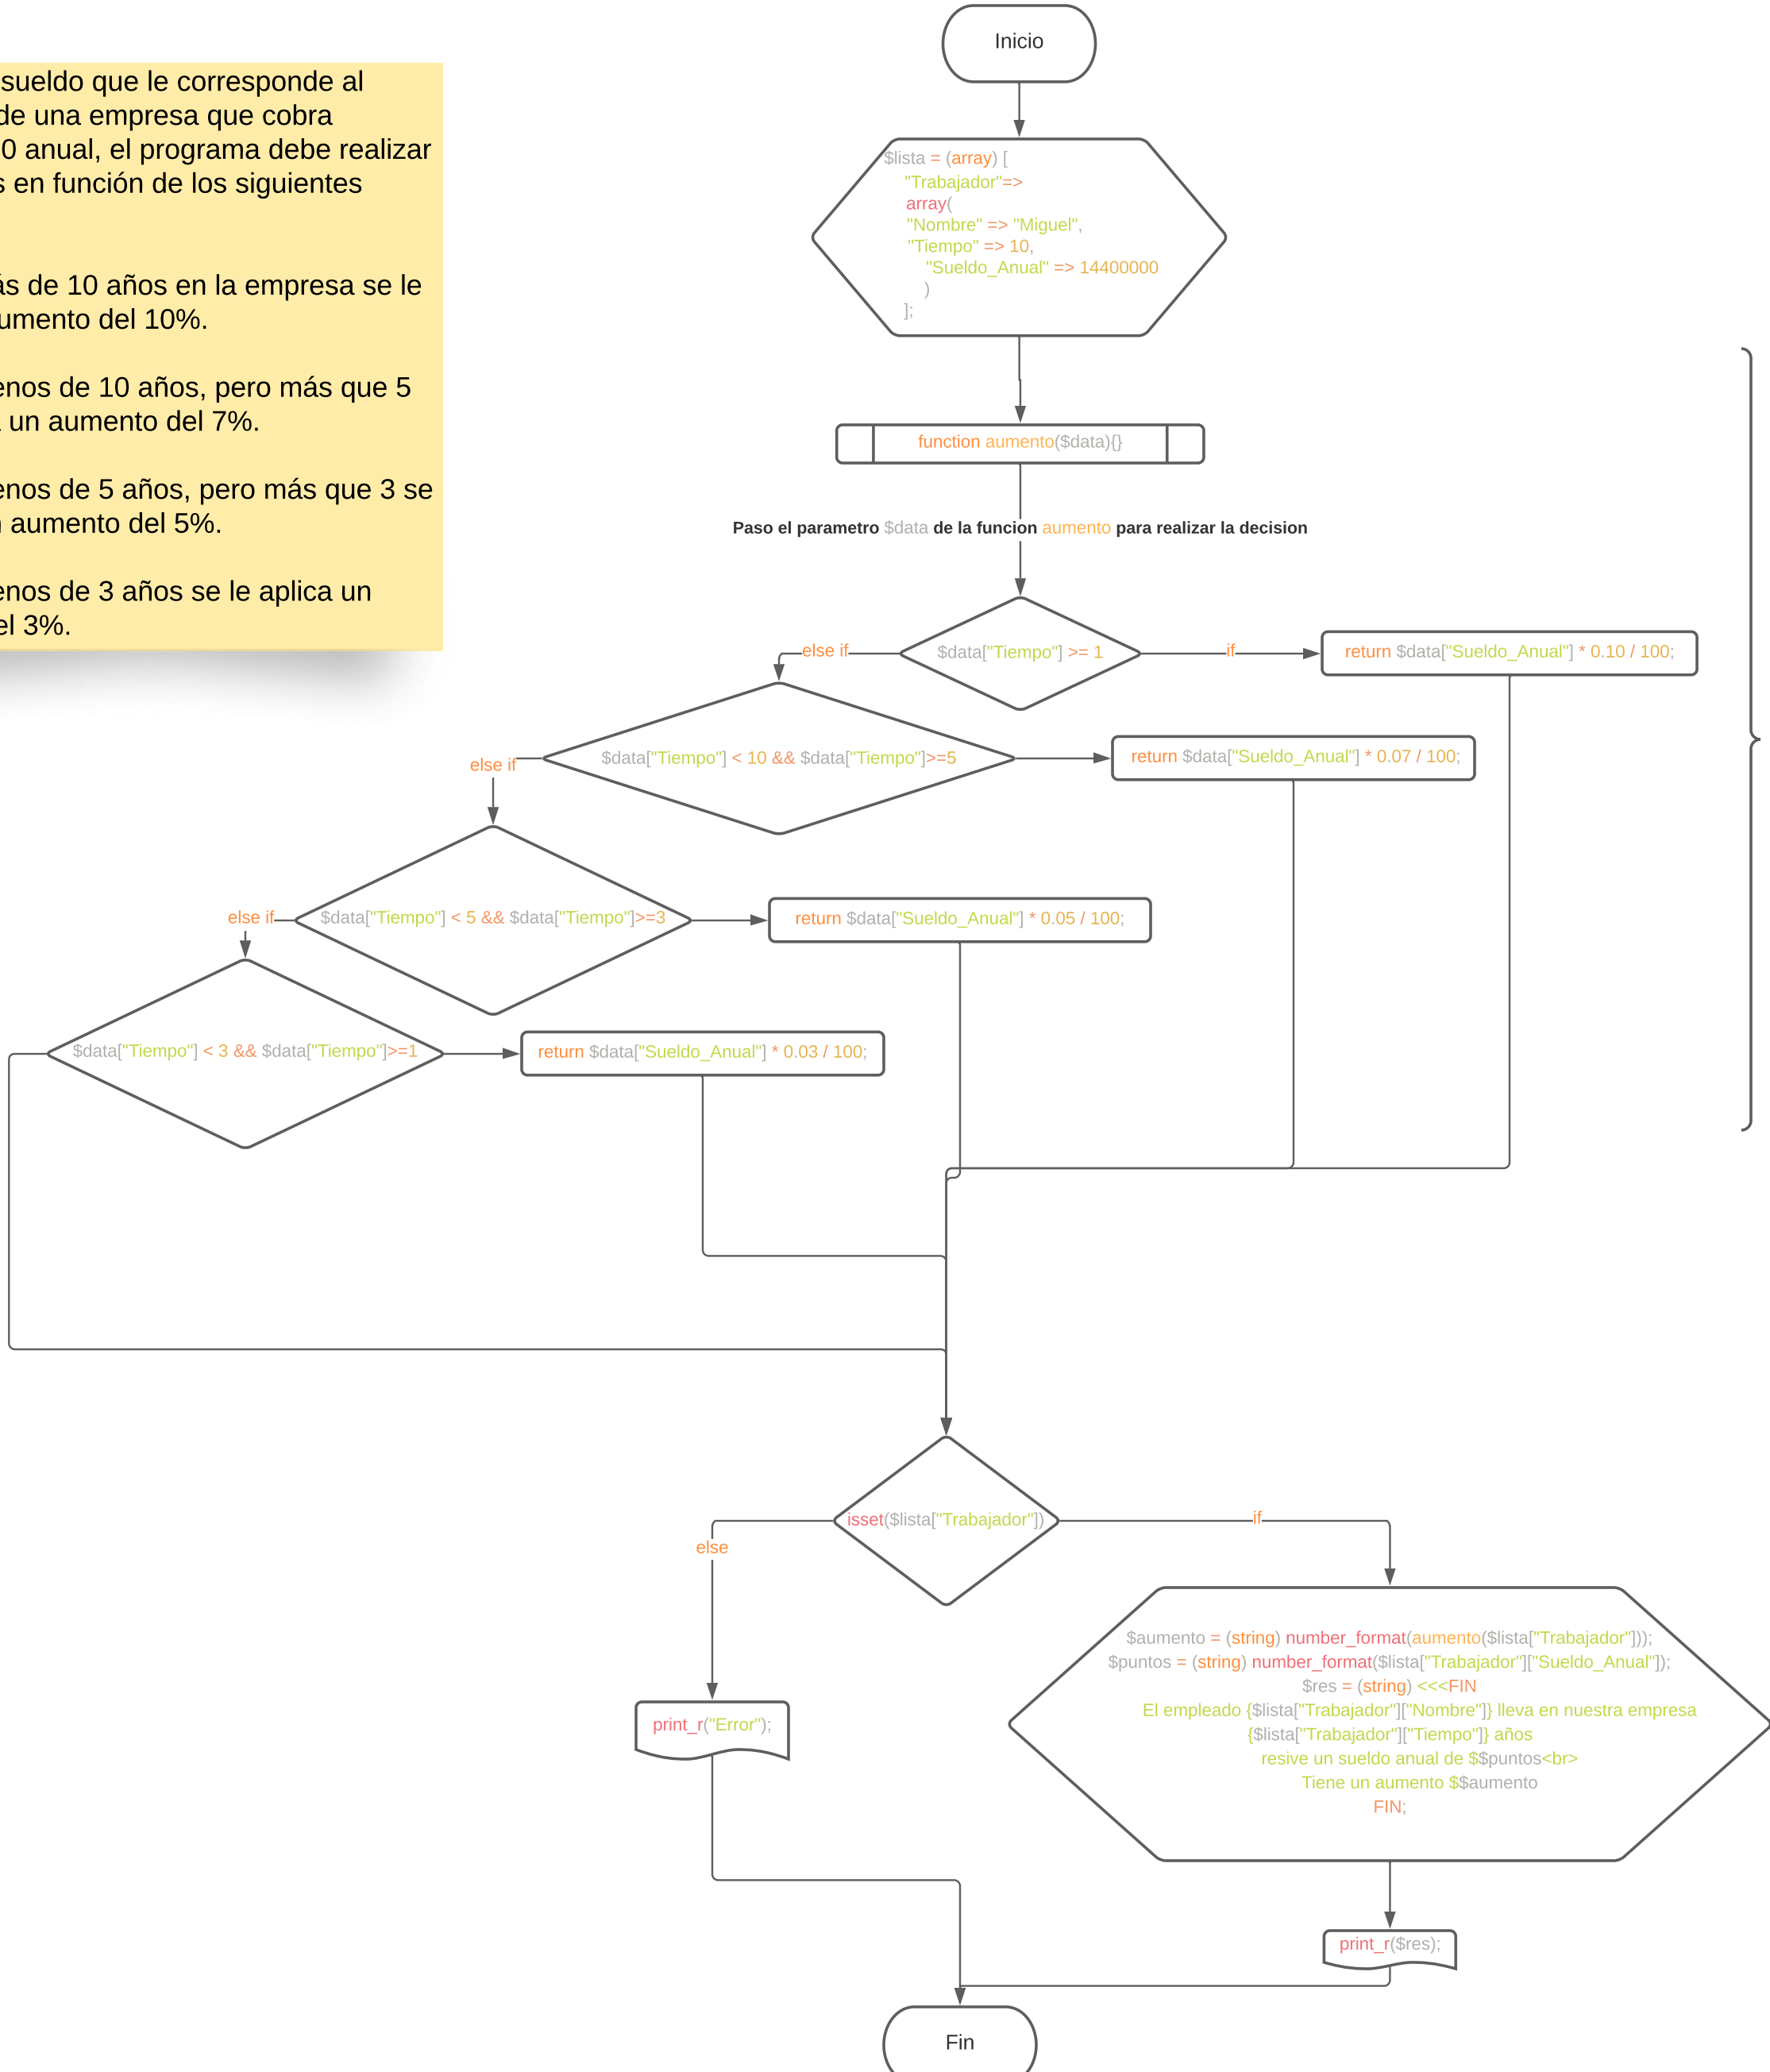 Inicio
sueldo que le corresponde al
de una empresa que cobra
0 anual, el programa debe realizar
s en función de los siguientes
ás de 10 años en la empresa se le
umento del 10%.
enos de 10 años, pero más que 5
un aumento del 7%.
enos de 5 años, pero más que 3 se
aumento del 5%.
enos de 3 años se le aplica un
el 3%.
$lista = (array) [
"Trabajador"=>
array(
"Nombre" => "Miguel",
"Tiempo" => 10,
"Sueldo_Anual" => 14400000
)
];
function aumento($data){}
Paso el parametro $data de la funcion aumento para realizar la decision
else if
$data["Tiempo"] >= 1
if
return $data["Sueldo_Anual"] * 0.10 / 100;
else if
$data["Tiempo"] < 10 && $data["Tiempo"]>=5
return $data["Sueldo_Anual"] * 0.07 / 100;
else if
$data["Tiempo"] < 5 && $data["Tiempo"]>=3
return $data["Sueldo_Anual"] * 0.05 / 100;
$data["Tiempo"] < 3 && $data["Tiempo"]>=1
return $data["Sueldo_Anual"] * 0.03 / 100;
isset($lista["Trabajador"])
if
else
$aumento = (string) number_format(aumento($lista["Trabajador"]));
$puntos = (string) number_format($lista["Trabajador"]["Sueldo_Anual"]);
$res = (string) <<<FIN
El empleado {$lista["Trabajador"]["Nombre"]} lleva en nuestra empresa
{$lista["Trabajador"]["Tiempo"]} años
resive un sueldo anual de $$puntos<br>
Tiene un aumento $$aumento
FIN;
print_r("Error");
print_r($res);
Fin